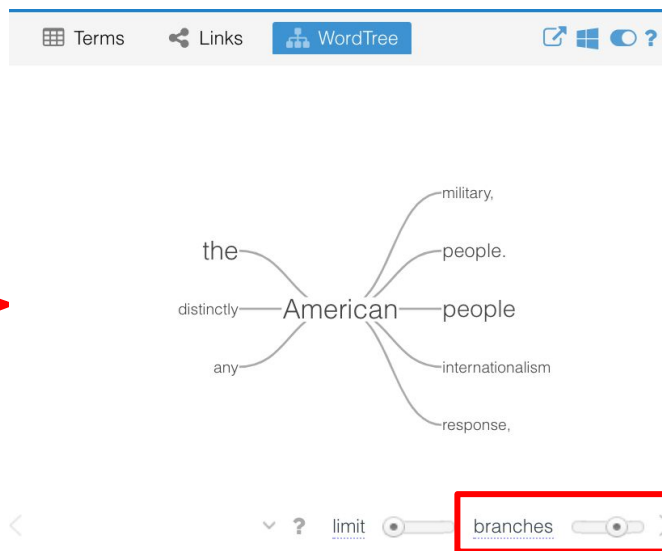 Terms Links WordTree ?
military,
the people.
distinctly American people
any internationalism
response,
? limit branches